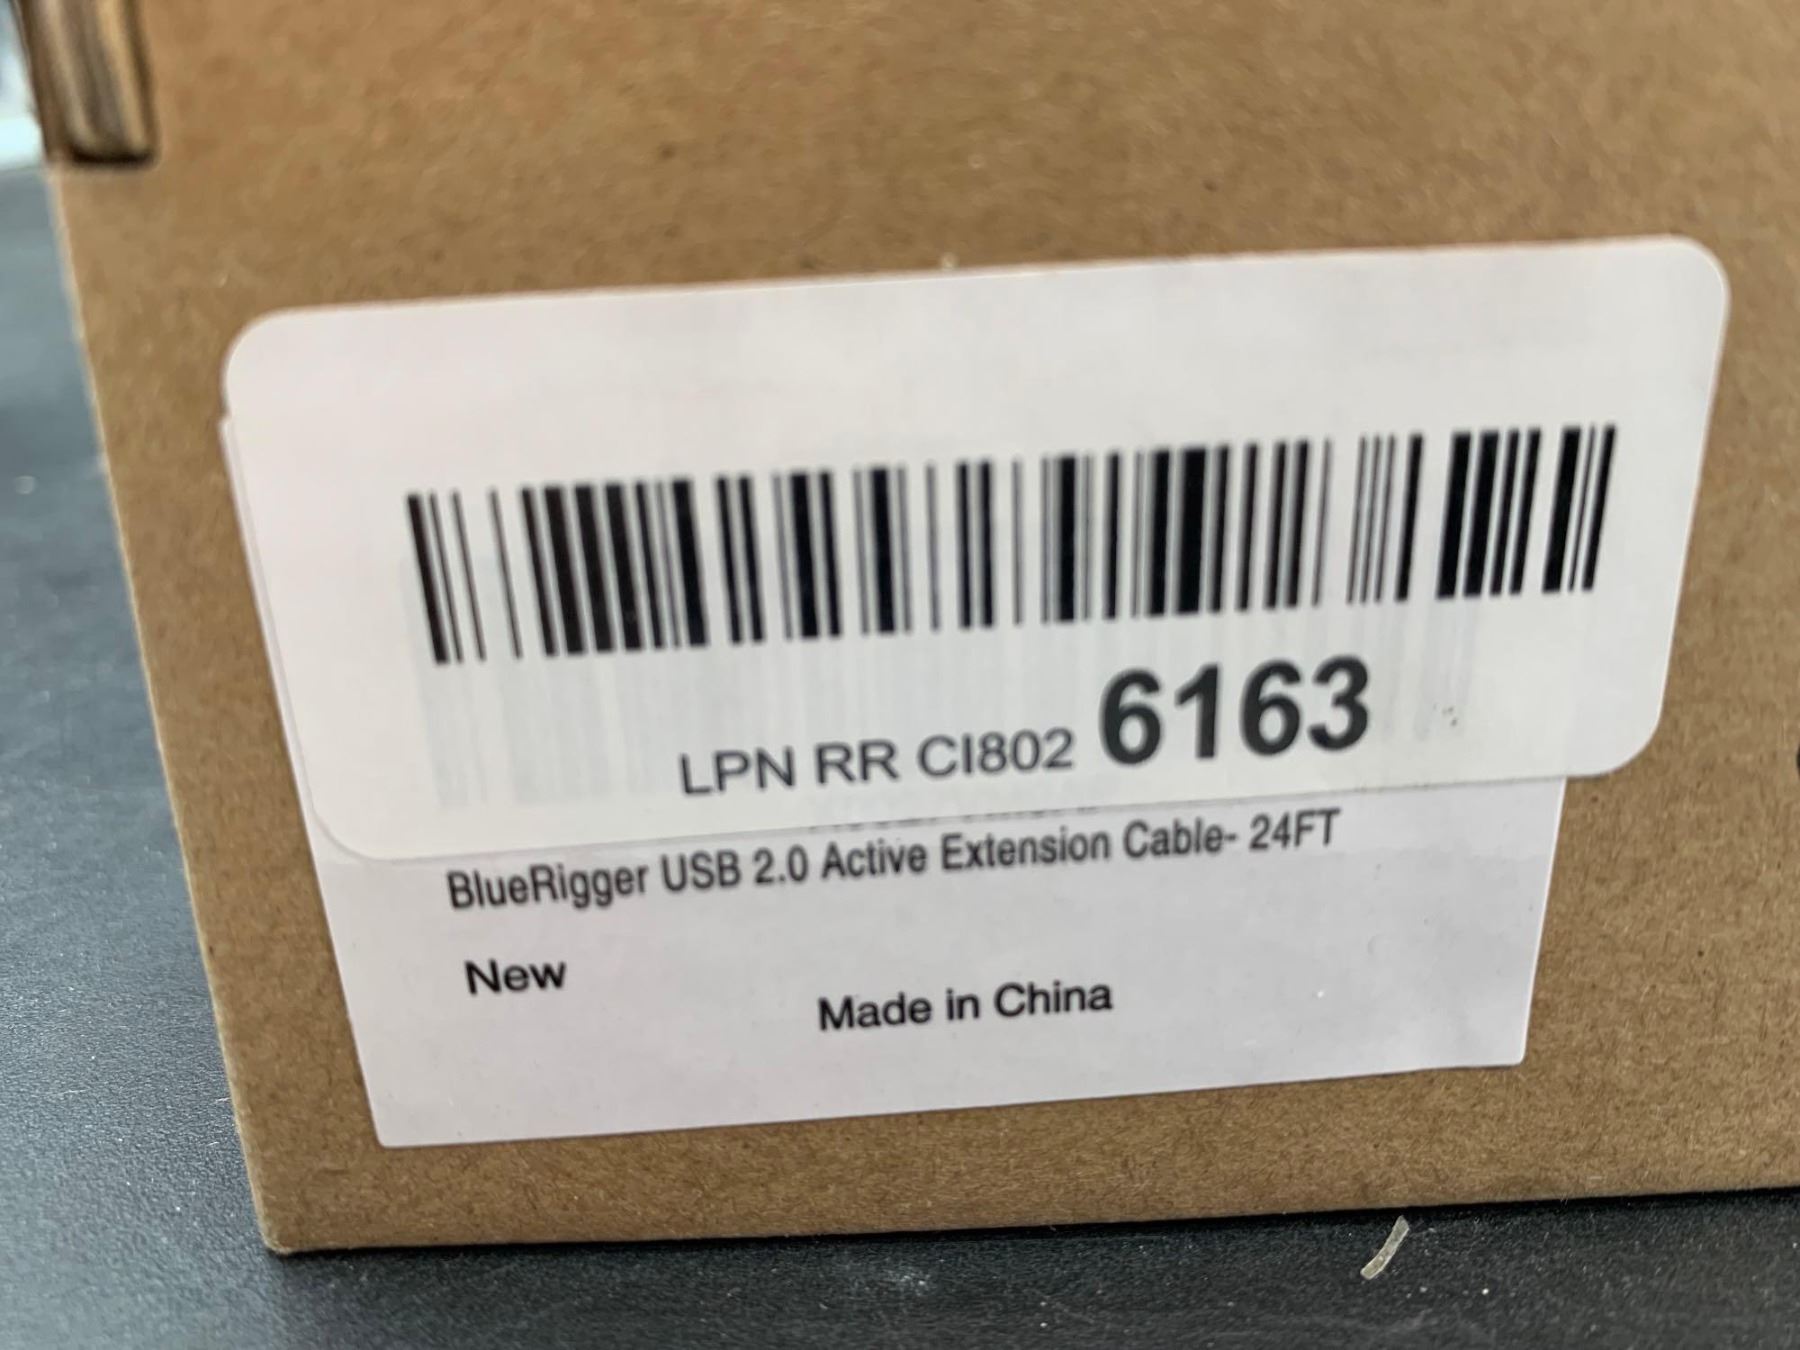 LPN RR CI802 6163
BlueRigger USB 2.0 Active Extension Cable- 24FT
New
Made in China